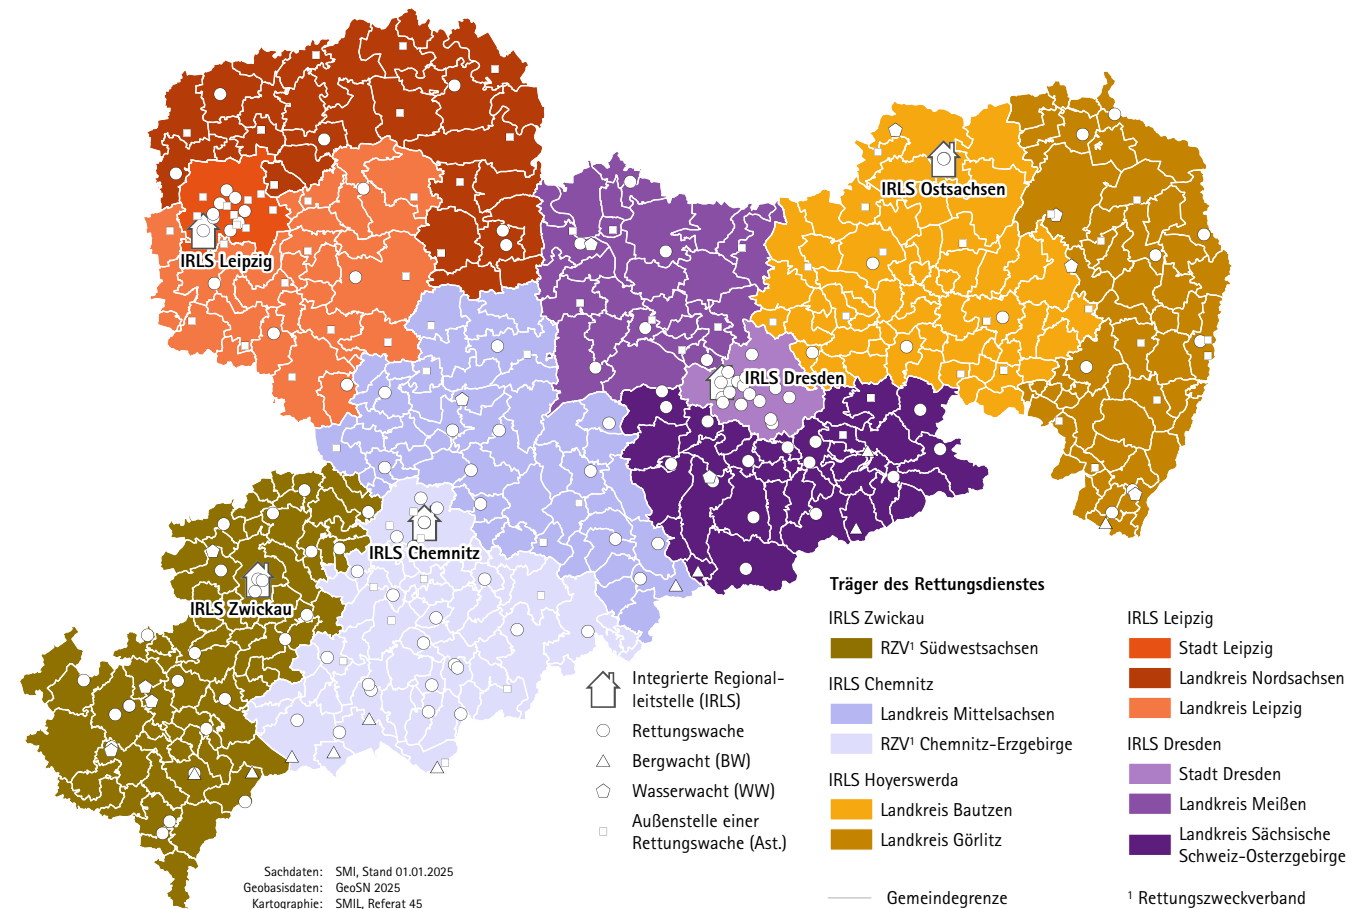 IRLS Ostsachsen
IRLS Leipzig
IRLS Dresden
IRLS Chemnitz
IRLS Zwickau
Integrierte Regional-
leitstelle (IRLS)
Rettungswache
Bergwacht (BW)
Wasserwacht (WW)
Außenstelle einer
Rettungswache (Ast.)
Träger des Rettungsdienstes
IRLS Zwickau
RZV¹ Südwestsachsen
IRLS Chemnitz
Landkreis Mittelsachsen
RZV¹ Chemnitz-Erzgebirge
IRLS Hoyerswerda
Landkreis Bautzen
Landkreis Görlitz
Gemeindegrenze
IRLS Leipzig
Stadt Leipzig
Landkreis Nordsachsen
Landkreis Leipzig
IRLS Dresden
Stadt Dresden
Landkreis Meißen
Landkreis Sächsische
Schweiz-Osterzgebirge
¹ Rettungszweckverband
Sachdaten: SMI, Stand 01.01.2025
Geobasisdaten: GeoSN 2025
Kartographie: SMIL, Referat 45